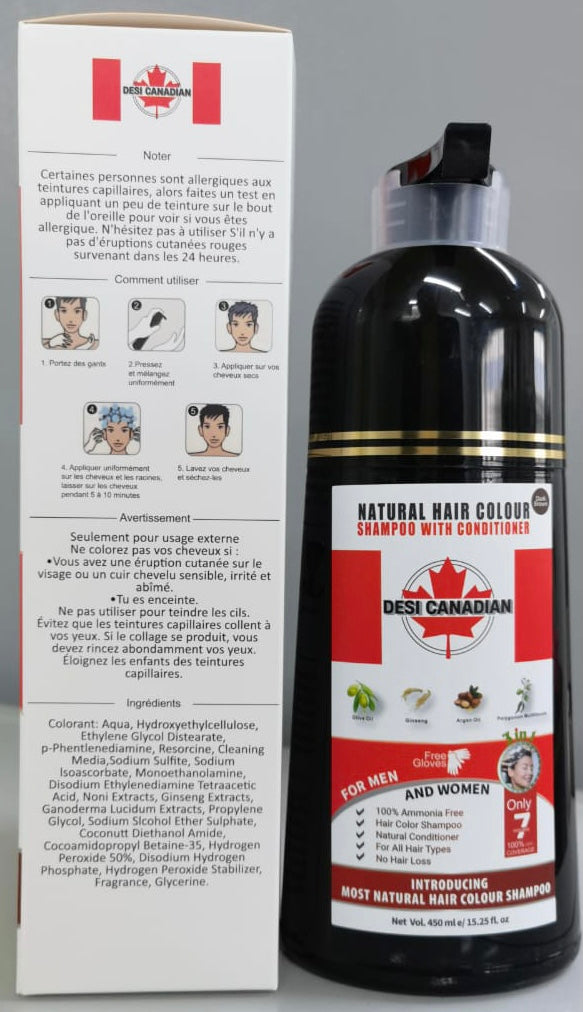 DESI CANADIAN
Noter
Certaines personnes sont allergiques aux
teintures capillaires, alors faites un test en
appliquant un peu de teinture sur le bout
de l'oreille pour voir si vous êtes
allergique. N'hésitez pas à utiliser S'il n'y a
pas d'éruptions cutanées rouges
survenant dans les 24 heures.
Comment utiliser
1
2
3
1. Portez des gants
2.Pressez
et mélangez
uniformément
3. Appliquer sur vos
cheveux secs
4
5
4. Appliquer uniformément
sur les cheveux et les racines,
laisser sur les cheveux
pendant 5 à 10 minutes
5. Lavez vos cheveux
et séchez-les
Avertissement
Seulement pour usage externe
Ne colorez pas vos cheveux si :
•Vous avez une éruption cutanée sur le
visage ou un cuir chevelu sensible, irrité et
abîmé.
•Tu es enceinte.
Ne pas utiliser pour teindre les cils.
Évitez que les teintures capillaires collent à
vos yeux. Si le collage se produit, vous
devez rincez abondamment vos yeux.
Éloignez les enfants des teintures
capillaires.
Ingrédients
Colorant: Aqua, Hydroxyethylcellulose,
Ethylene Glycol Distearate,
p-Phentlenediamine, Resorcine, Cleaning
Media,Sodium Sulfite, Sodium
Isoascorbate, Monoethanolamine,
Disodium Ethylenediamine Tetraacetic
Acid, Noni Extracts, Ginseng Extracts,
Ganoderma Lucidum Extracts, Propylene
Glycol, Sodium Slcohol Ether Sulphate,
Coconutt Diethanol Amide,
Cocoamidopropyl Betaine-35, Hydrogen
Peroxide 50%, Disodium Hydrogen
Phosphate, Hydrogen Peroxide Stabilizer,
Fragrance, Glycerine.
NATURAL HAIR COLOUR
Dark
Brown
SHAMPOO WITH CONDITIONER
DESI CANADIAN
Olive Oil
Ginseng
Argan Oil
Polygonum
3 in 1
Free
Gloves
FOR MEN
AND WOMEN
100% Ammonia Free
Hair Color Shampoo
Natural Conditioner
For All Hair Types
No Hair Loss
Only
7
100%
COVERAGE
INTRODUCING
MOST NATURAL HAIR COLOUR SHAMPOO
Net Vol. 450 ml e/ 15.25 fl. oz